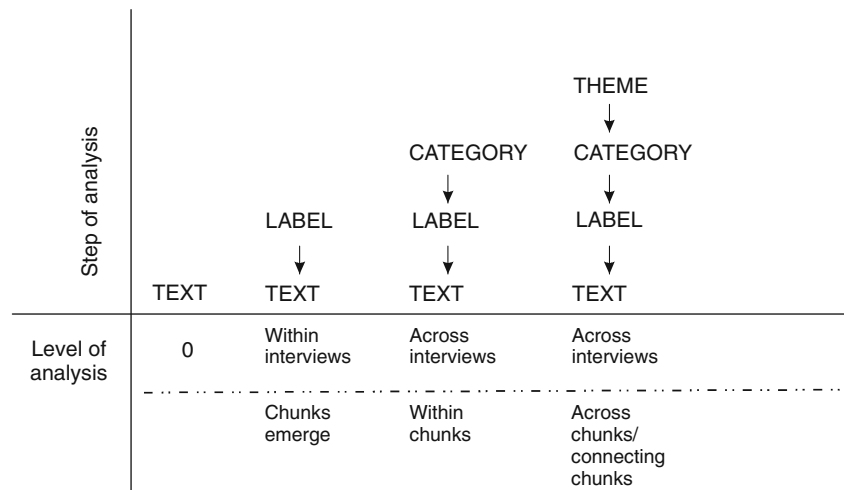 THEME
CATEGORY CATEGORY
LABEL LABEL LABEL
TEXT TEXT TEXT TEXT
Step of analysis
Level of
analysis
0
Within
interviews
Across
interviews
Across
interviews
Chunks
emerge
Within
chunks
Across
chunks/
connecting
chunks